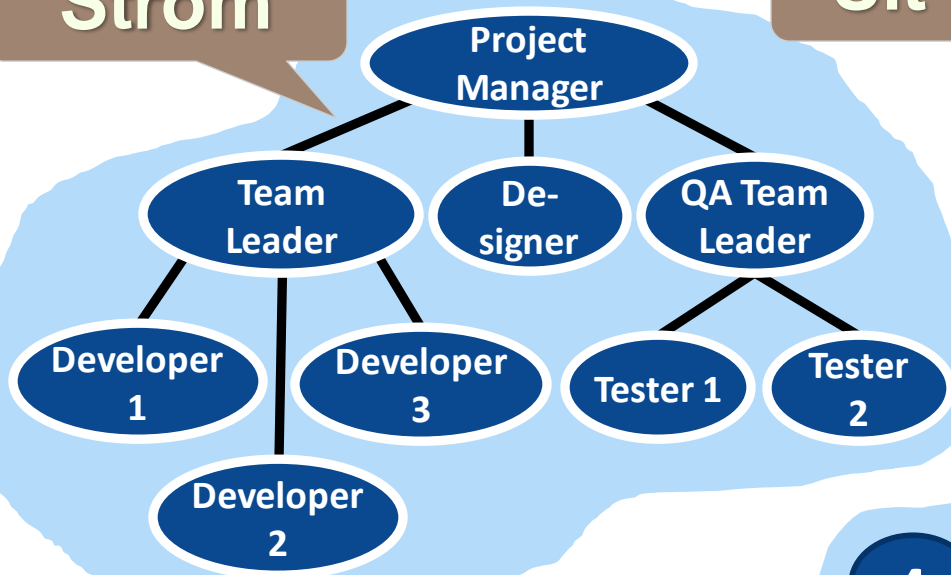 Strom
Project
Manager
Team
Leader
De-
signer
QA Team
Leader
Developer
1
Developer
3
Tester 1
Tester
2
Developer
2